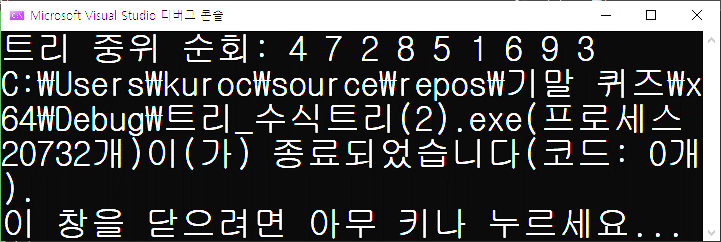 Microsoft Visual Studio 디버그 콘솔
트리 중위 순회: 4 7 2 8 5 1 6 9 3
C:₩Users₩kuroc₩source₩repos₩기말 퀴즈₩x
64₩Debug₩트리_수식트리(2).exe(프로세스
20732개)이(가) 종료되었습니다(코드: 0개
).
이 창을 닫으려면 아무 키나 누르세요...